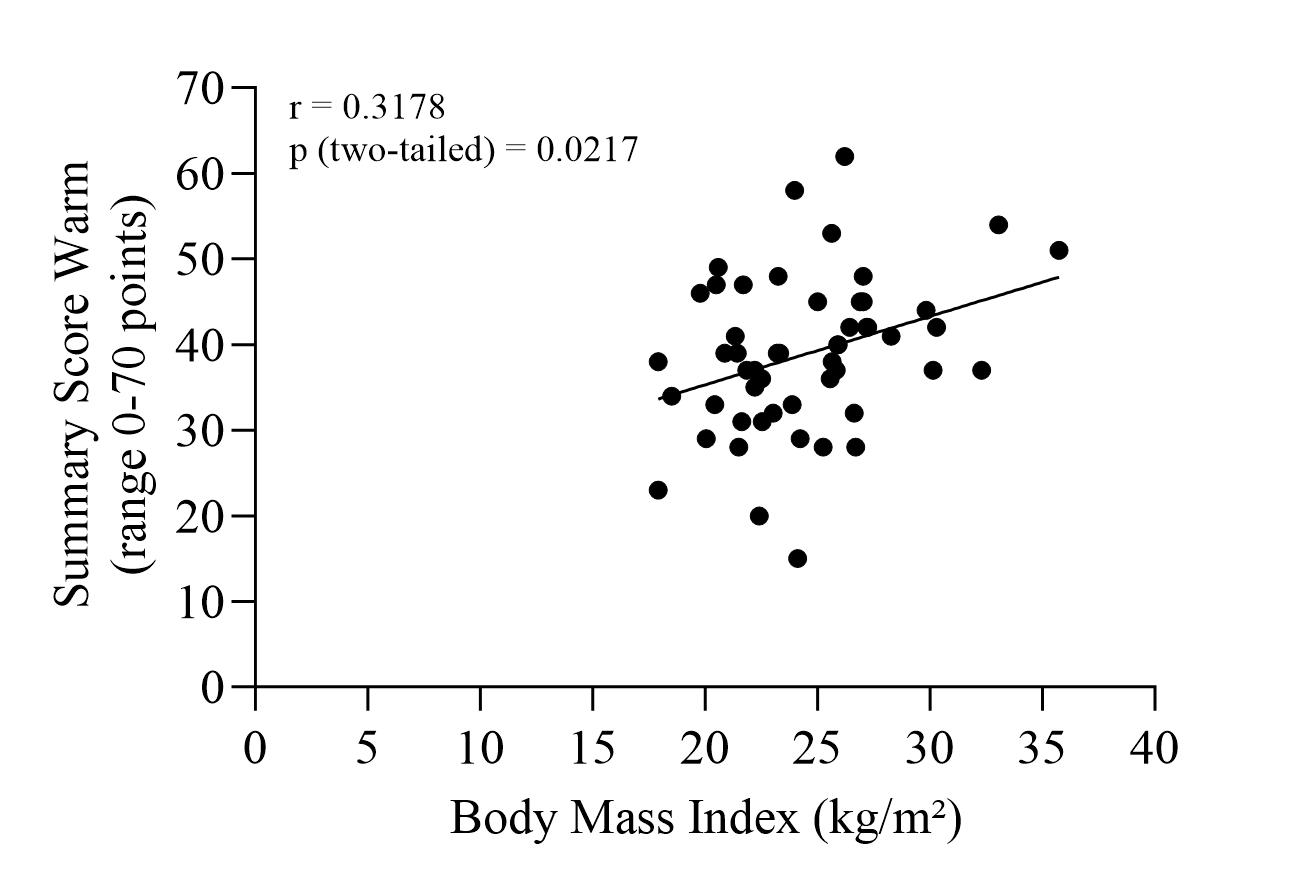 r = 0.3178
p (two-tailed) = 0.0217
Summary Score Warm
(range 0-70 points)
70
60
50
40
30
20
10
0
0 5 10 15 20 25 30 35 40
Body Mass Index (kg/m²)